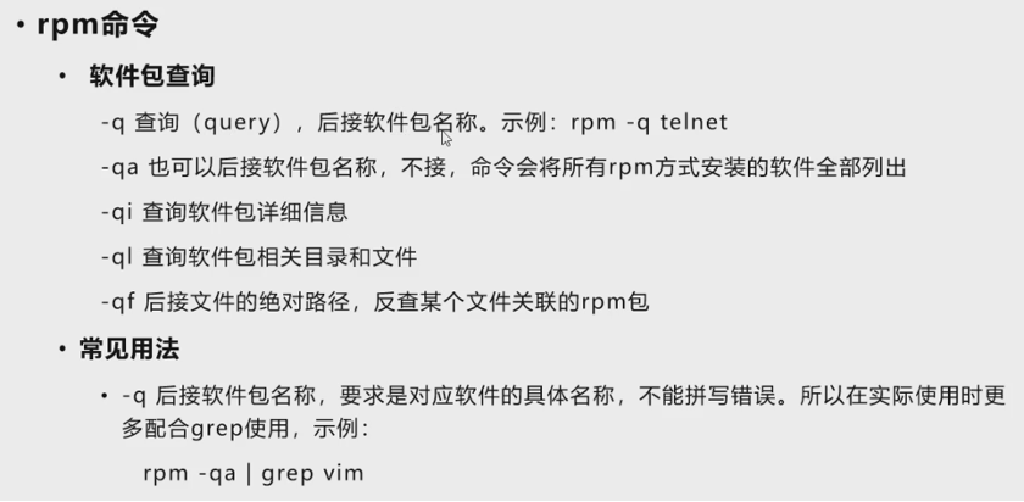 • rpm命令
• 软件包查询
-q 查询（query），后接软件包名称。示例：rpm -q telnet
-qa 也可以后接软件包名称，不接，命令会将所有rpm方式安装的软件全部列出
-qi 查询软件包详细信息
-ql 查询软件包相关目录和文件
-qf 后接文件的绝对路径，反查某个文件关联的rpm包
• 常见用法
• -q 后接软件包名称，要求是对应软件的具体名称，不能拼写错误。所以在实际使用时更
多配合grep使用，示例：
rpm -qa | grep vim